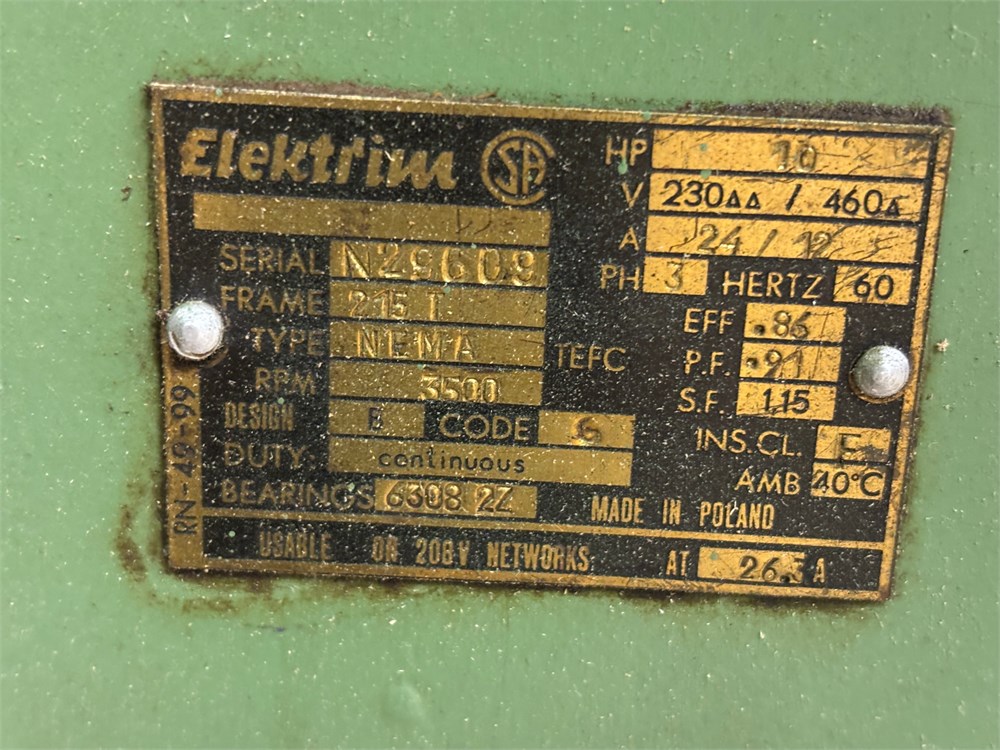 Elektrim CSA
SERIAL N29609
FRAME 215 T
TYPE NEMA TEFC
RPM 3500
DESIGN B CODE G
DUTY: continuous
BEARINGS 6308 2Z
HP 10
V 230ΔΔ / 460Δ
A 24 / 12
PH 3 HERTZ 60
EFF .86
P.F. .91
S.F. 1.15
INS.CL. F
AMB 40°C
MADE IN POLAND
USABLE ON 208V NETWORKS AT 26.5 A
RN-49-99